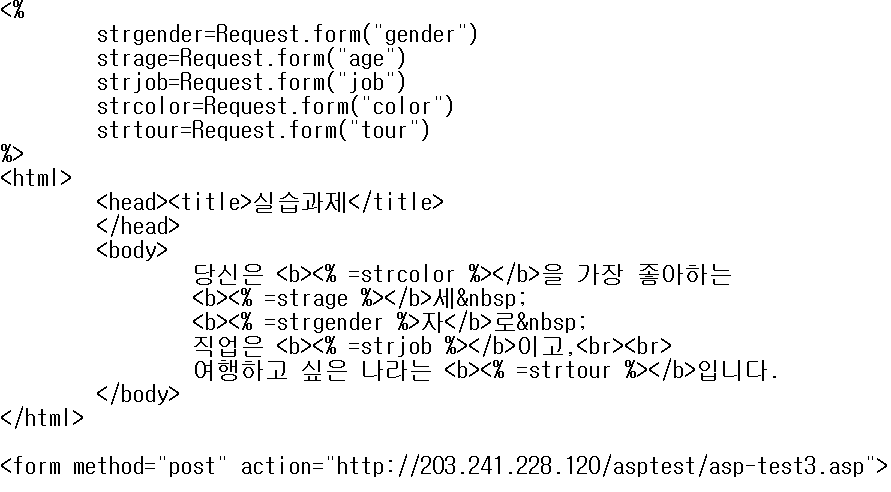 <%
strgender=Request.form("gender")
strage=Request.form("age")
strjob=Request.form("job")
strcolor=Request.form("color")
strtour=Request.form("tour")
%>
<html>
<head><title>실습과제</title>
</head>
<body>
당신은 <b><% =strcolor %></b>을 가장 좋아하는
<b><% =strage %></b>세&nbsp;
<b><% =strgender %>자</b>로&nbsp;
직업은 <b><% =strjob %></b>이고,<br><br>
여행하고 싶은 나라는 <b><% =strtour %></b>입니다.
</body>
</html>
<form method="post" action="http://203.241.228.120/asptest/asp-test3.asp">